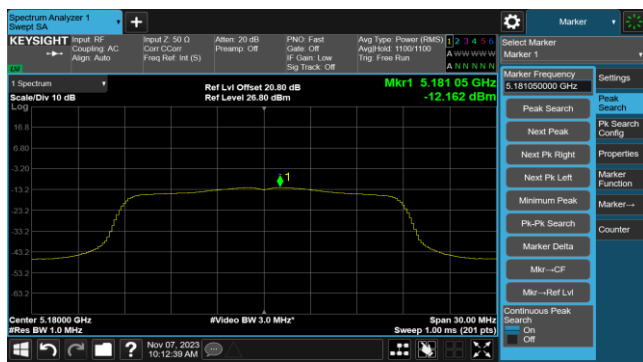 Spectrum Analyzer 1
Swept SA
Marker
KEYSIGHT
Input: RF
Coupling: AC
Align: Auto
Input Z: 50 Ω
Corr CCorr
Freq Ref: Int (S)
Atten: 20 dB
Preamp: Off
PNO: Fast
Gate: Off
IF Gain: Low
Sig Track: Off
Avg Type: Power (RMS)
Avg|Hold: 1100/1100
Trig: Free Run
1 2 3 4 5 6
A W W W W W
A N N N N N
Select Marker
Marker 1
1 Spectrum
Scale/Div 10 dB
Log
Ref Lvl Offset 20.80 dB
Ref Level 26.80 dBm
Mkr1 5.181 05 GHz
-12.162 dBm
16.8
6.80
-3.20
-13.2
-23.2
-33.2
-43.2
-53.2
-63.2
1
Center 5.18000 GHz
#Res BW 1.0 MHz
#Video BW 3.0 MHz*
Span 30.00 MHz
Sweep 1.00 ms (201 pts)
Marker Frequency
5.181050000 GHz
Peak Search
Next Peak
Next Pk Right
Next Pk Left
Minimum Peak
Pk-Pk Search
Marker Delta
Mkr→CF
Mkr→Ref Lvl
Continuous Peak
Search
On
Off
Settings
Peak
Search
Pk Search
Config
Properties
Marker
Function
Marker→
Counter
?
Nov 07, 2023
10:12:39 AM